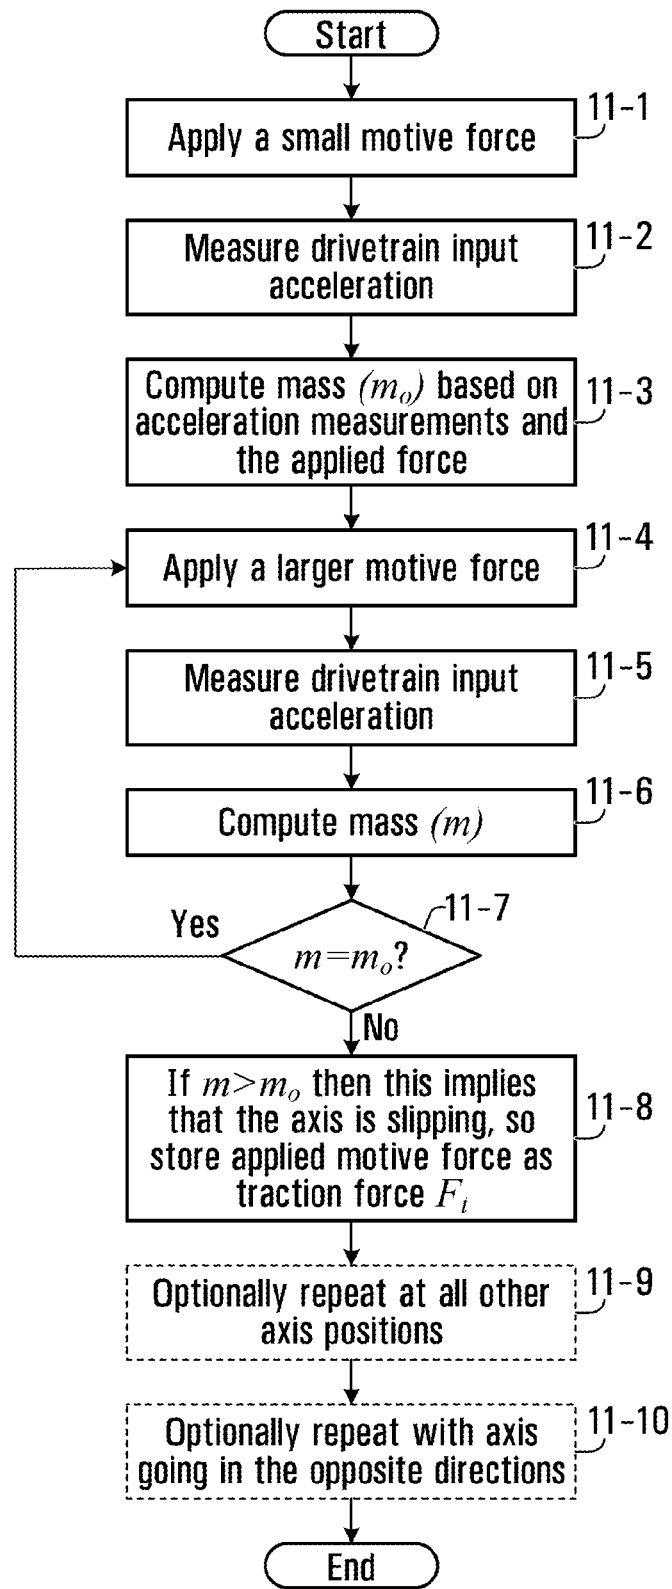 Start
11-1
Apply a small motive force
11-2
Measure drivetrain input
acceleration
11-3
Compute mass (mₒ) based on
acceleration measurements and
the applied force
11-4
Apply a larger motive force
11-5
Measure drivetrain input
acceleration
11-6
Compute mass (m)
11-7
Yes
m=mₒ?
No
11-8
If m>mₒ then this implies
that the axis is slipping, so
store applied motive force as
traction force Fₜ
11-9
Optionally repeat at all other
axis positions
11-10
Optionally repeat with axis
going in the opposite directions
End